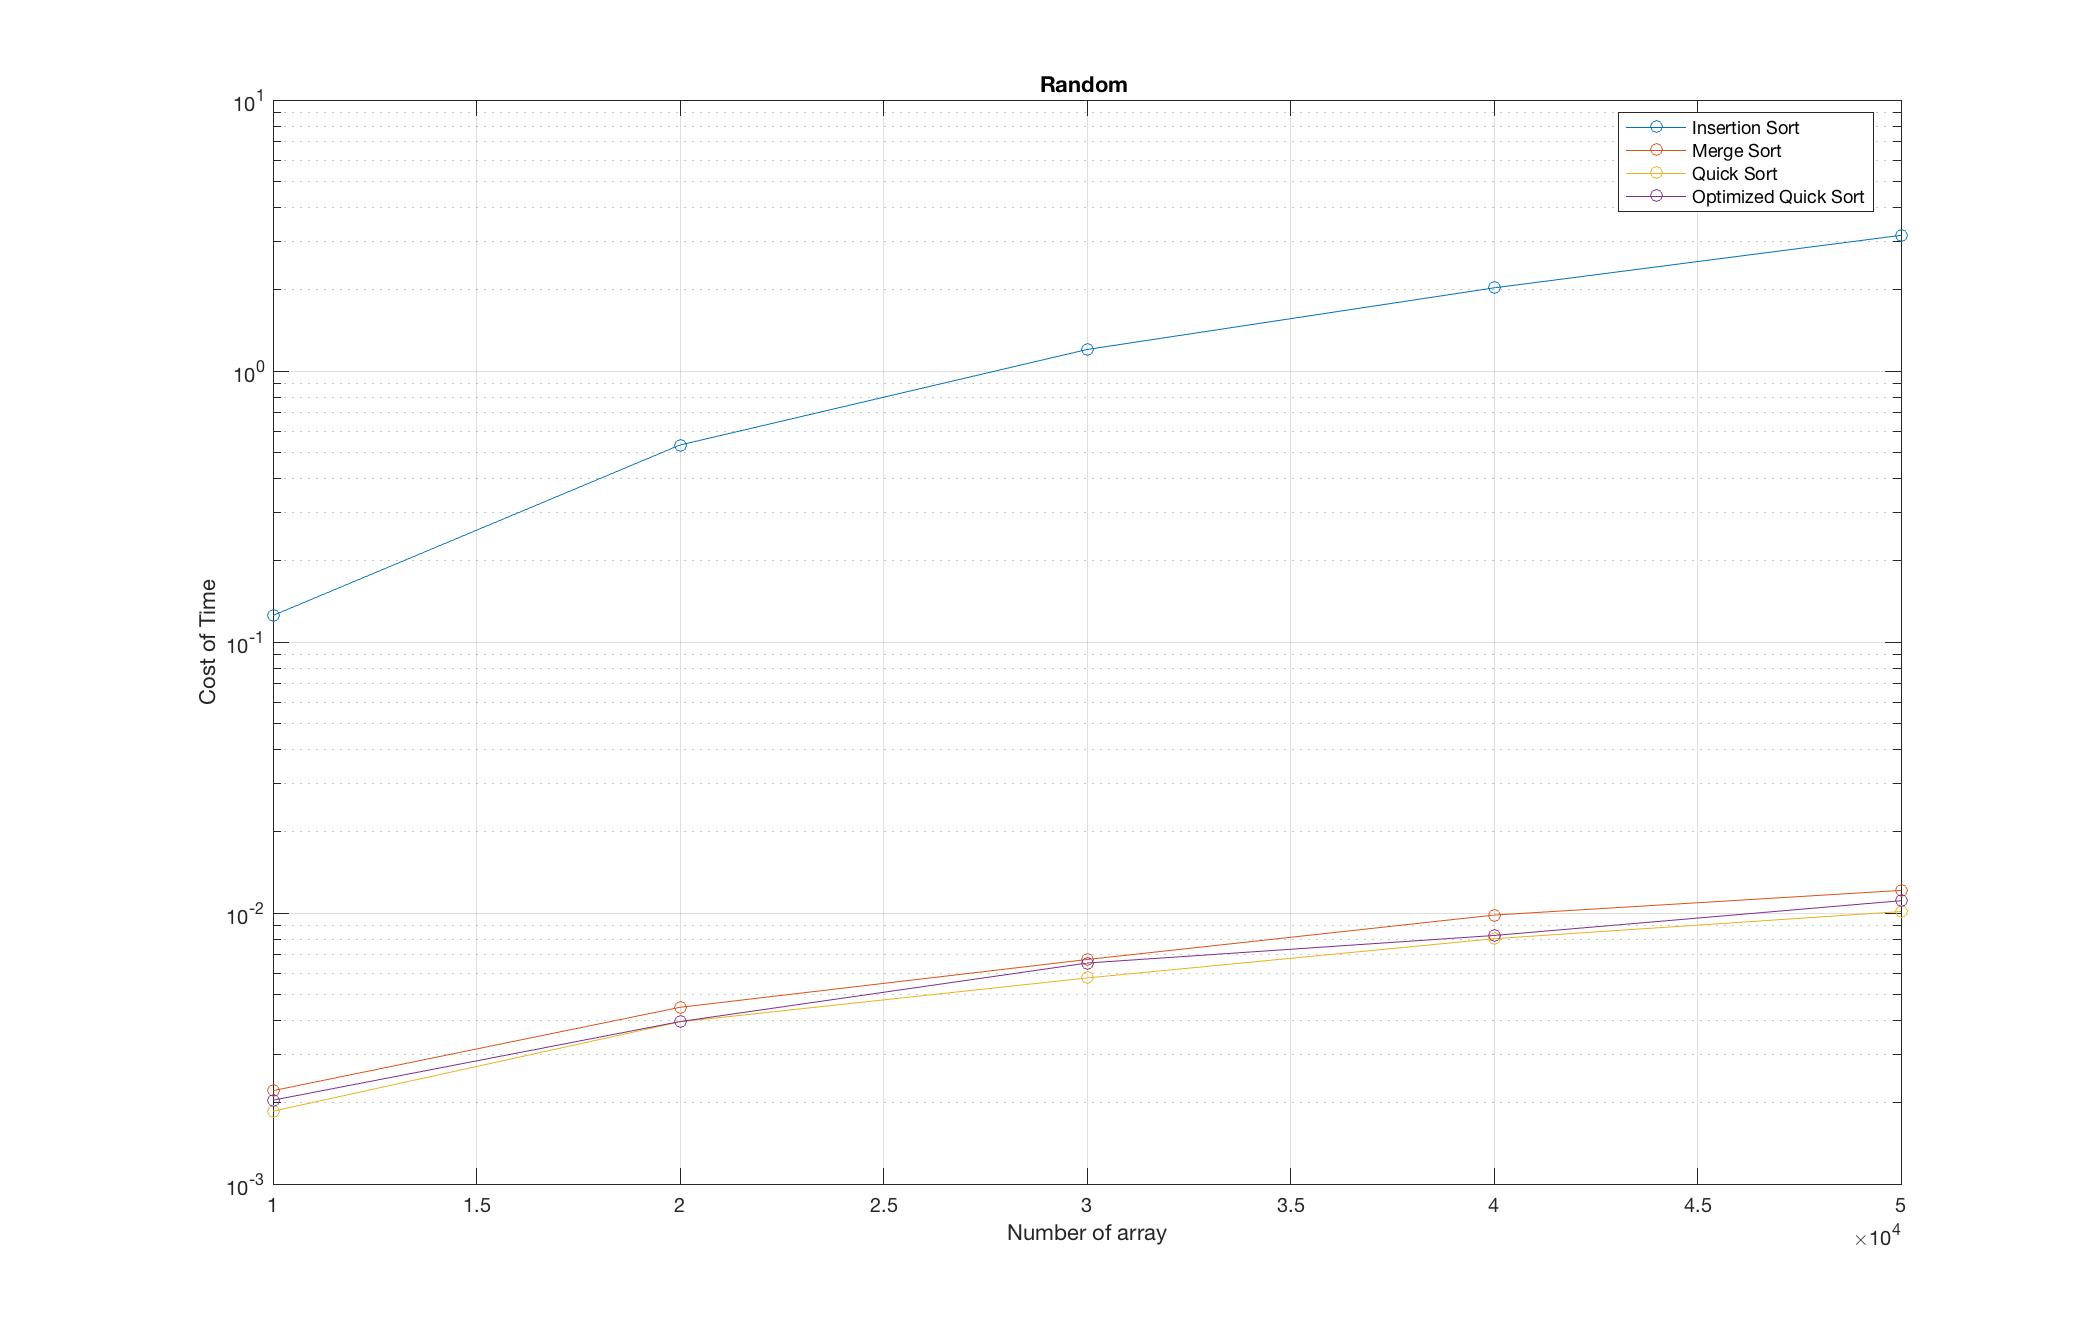 Random
10^1
10^0
10^-1
10^-2
10^-3
Cost of Time
Insertion Sort
Merge Sort
Quick Sort
Optimized Quick Sort
1 1.5 2 2.5 3 3.5 4 4.5 5
Number of array
×10^4